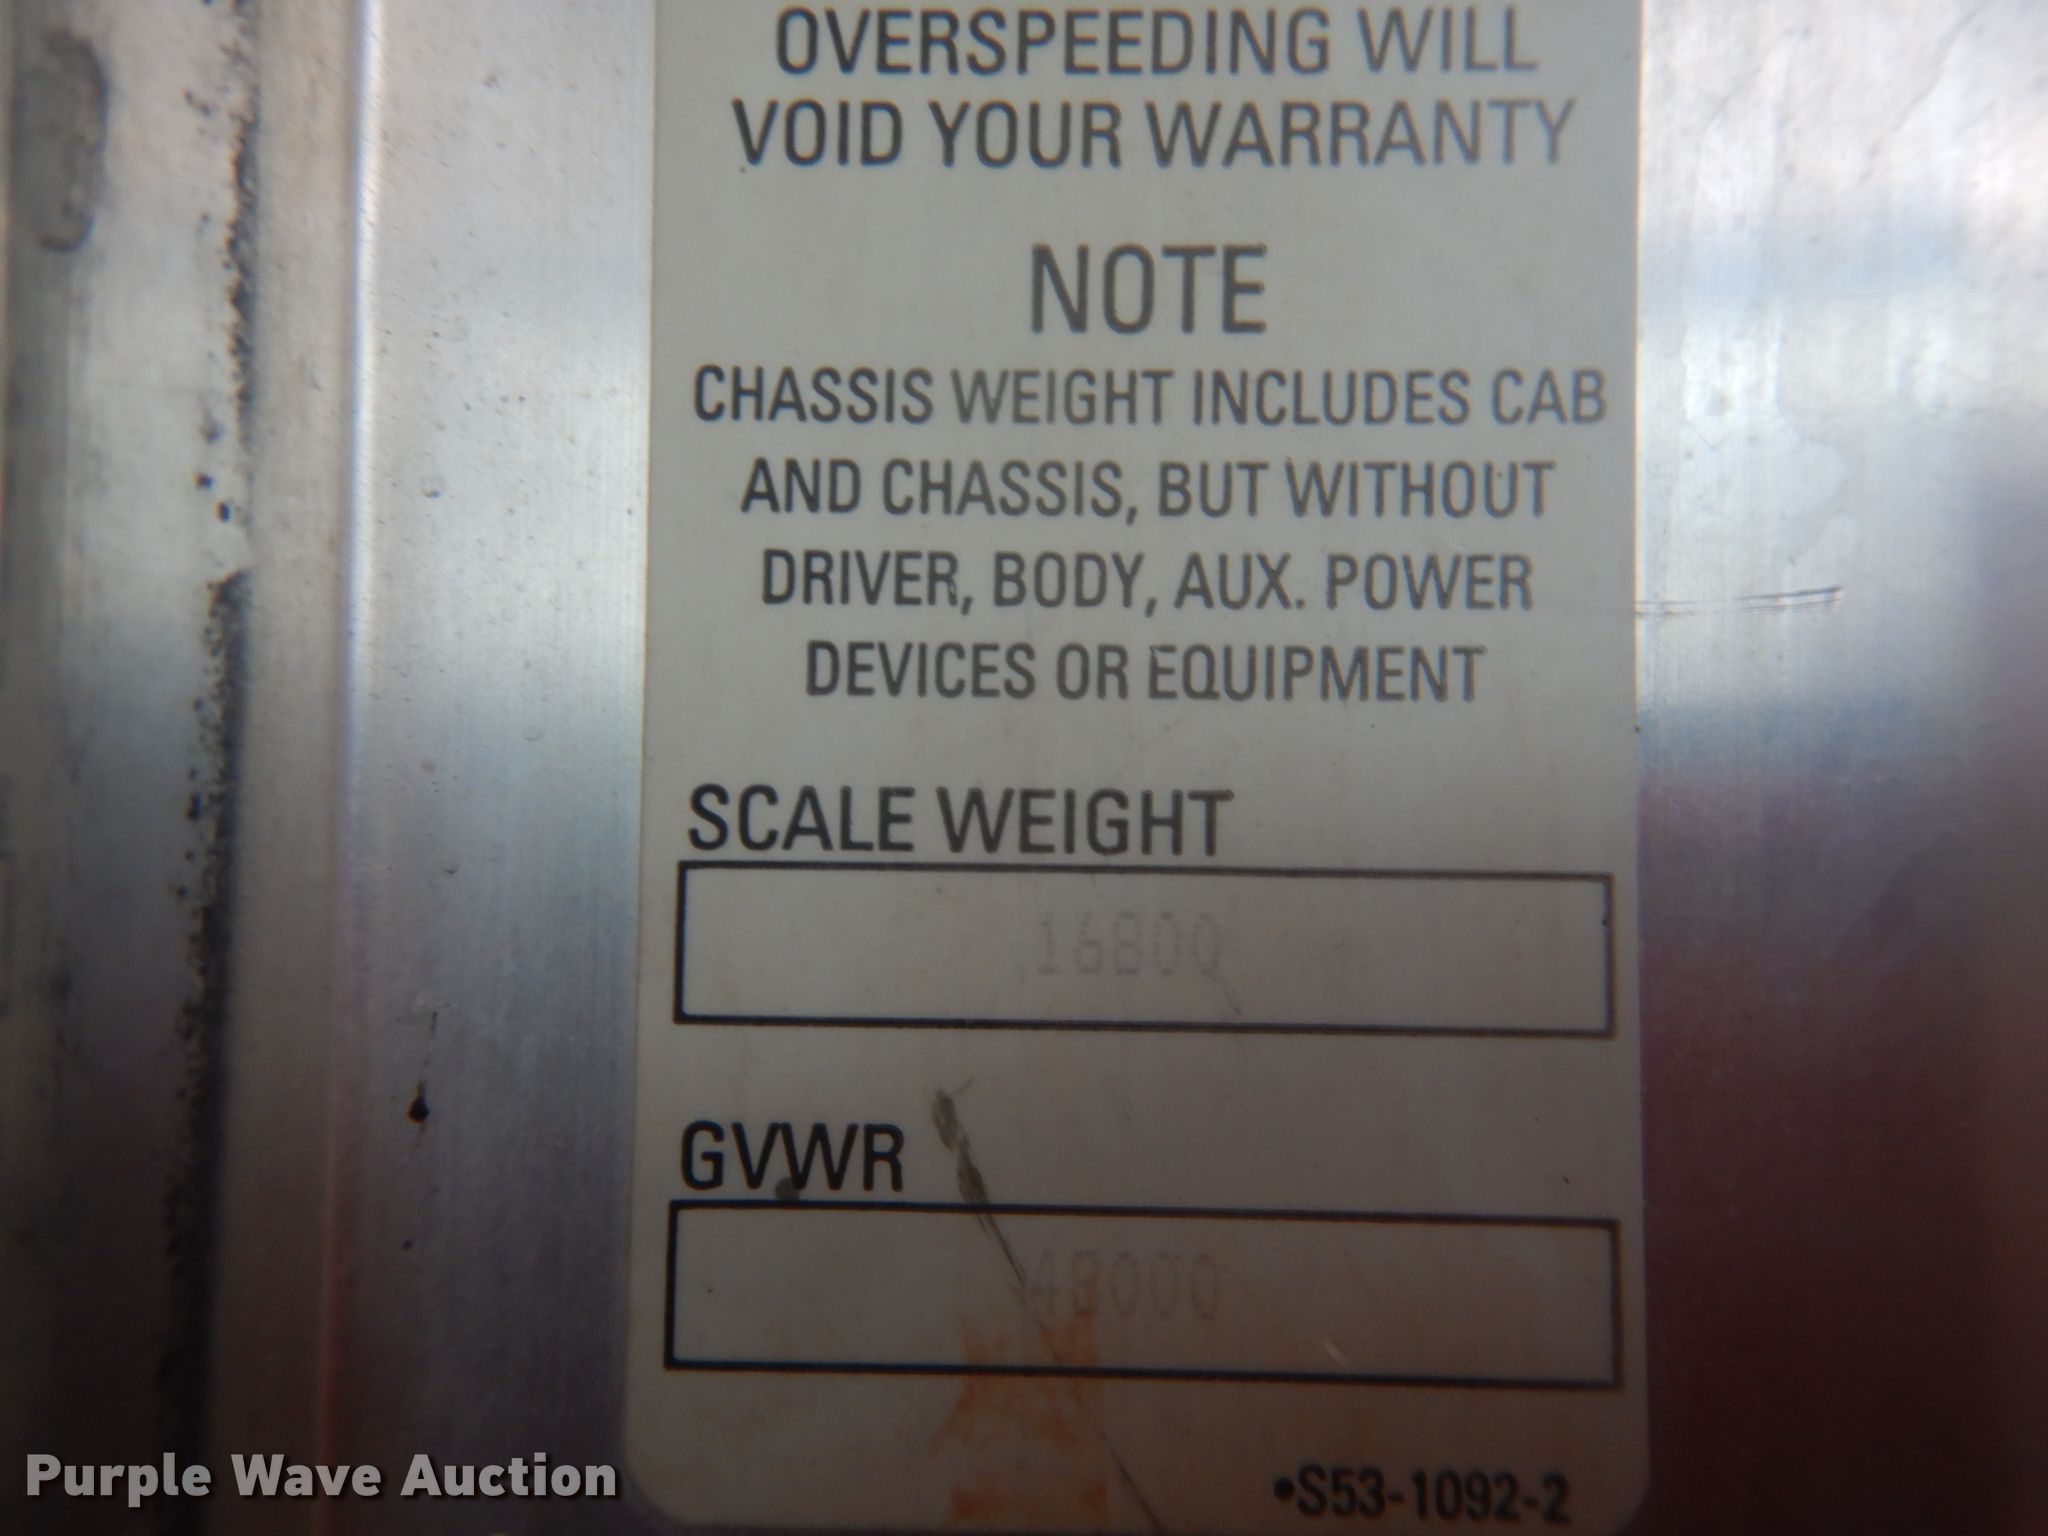 OVERSPEEDING WILL
VOID YOUR WARRANTY
NOTE
CHASSIS WEIGHT INCLUDES CAB
AND CHASSIS, BUT WITHOUT
DRIVER, BODY, AUX. POWER
DEVICES OR EQUIPMENT
SCALE WEIGHT
16800
GVWR
•S53-1092-2
Purple Wave Auction